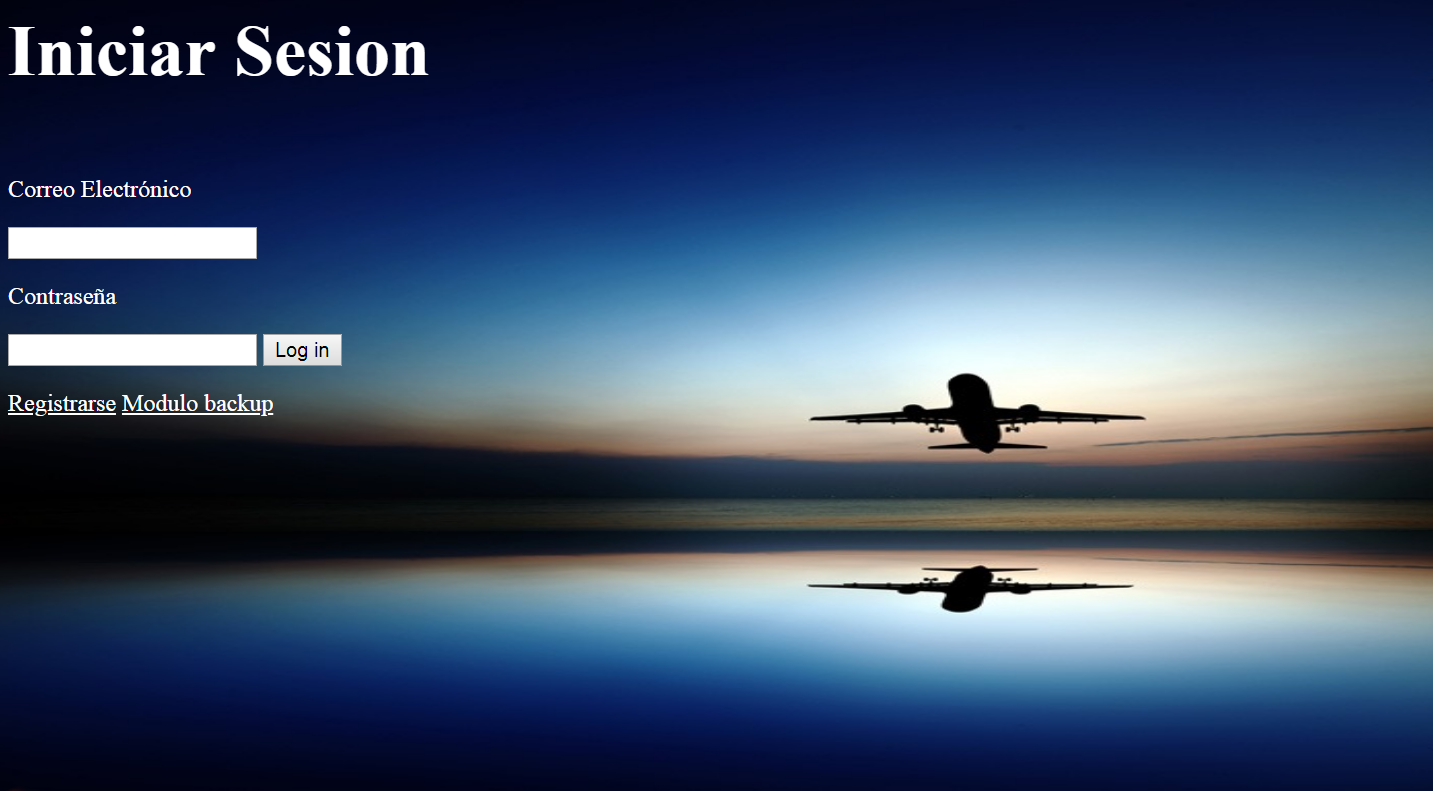 Iniciar Sesion
Correo Electrónico
Contraseña
Log in
Registrarse Modulo backup